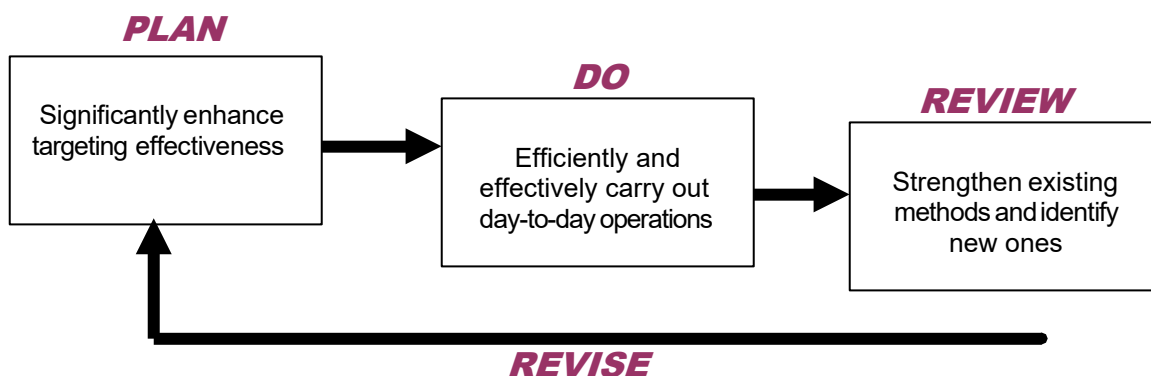 PLAN
Significantly enhance
targeting effectiveness
DO
Efficiently and
effectively carry out
day-to-day operations
REVIEW
Strengthen existing
methods and identify
new ones
REVISE